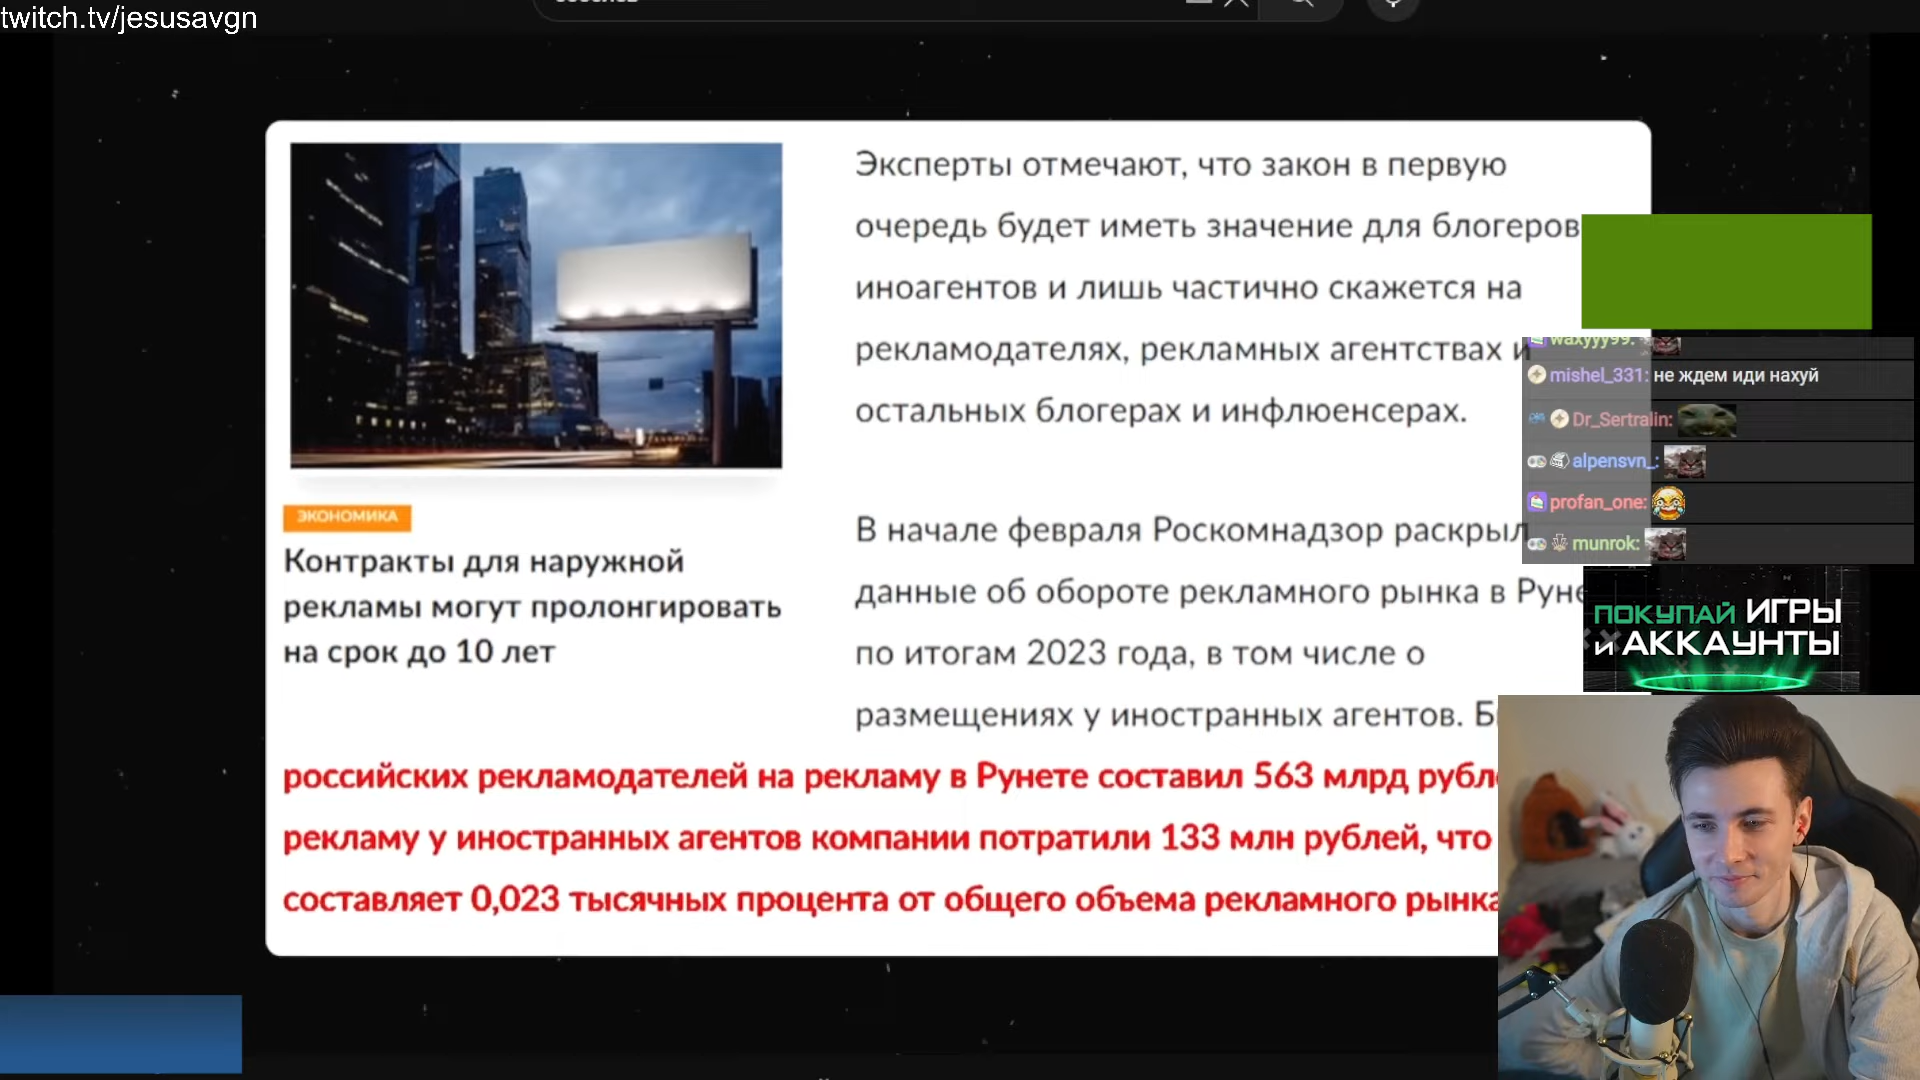 twitch.tv/jesusavgn
Эксперты отмечают, что закон в первую
очередь будет иметь значение для блогеров
иноагентов и лишь частично скажется на
рекламодателях, рекламных агентствах и
остальных блогерах и инфлюенсерах.
В начале февраля Роскомнадзор раскрыл
данные об обороте рекламного рынка в Руне
по итогам 2023 года, в том числе о
размещениях у иностранных агентов.
ЭКОНОМИКА
Контракты для наружной
рекламы могут пролонгировать
на срок до 10 лет
российских рекламодателей на рекламу в Рунете составил 563 млрд рубл
рекламу у иностранных агентов компании потратили 133 млн рублей, что
составляет 0,023 тысячных процента от общего объема рекламного рынка
waxyyy99:
mishel_331: не ждем иди нахуй
Dr_Sertralin:
alpensvn_:
profan_one:
munrok:
ПОКУПАЙ ИГРЫ
и АККАУНТЫ